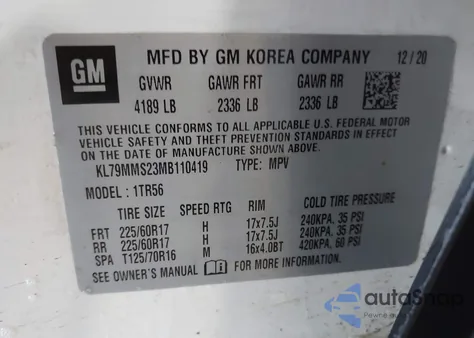 GM
MFD BY GM KOREA COMPANY 12/20
GVWR GAWR FRT GAWR RR
4189 LB 2336 LB 2336 LB
THIS VEHICLE CONFORMS TO ALL APPLICABLE U.S. FEDERAL MOTOR
VEHICLE SAFETY AND THEFT PREVENTION STANDARDS IN EFFECT
ON THE DATE OF MANUFACTURE SHOWN ABOVE.
KL79MMS23MB110419 TYPE: MPV
MODEL: 1TR56
TIRE SIZE SPEED RTG RIM COLD TIRE PRESSURE
FRT 225/60R17 H 17x7.5J 240KPA. 35 PSI
RR 225/60R17 H 17x7.5J 240KPA. 35 PSI
SPA T125/70R16 M 16x4.0BT 420KPA. 60 PSI
SEE OWNER'S MANUAL FOR MORE INFORMATION
autoSnap